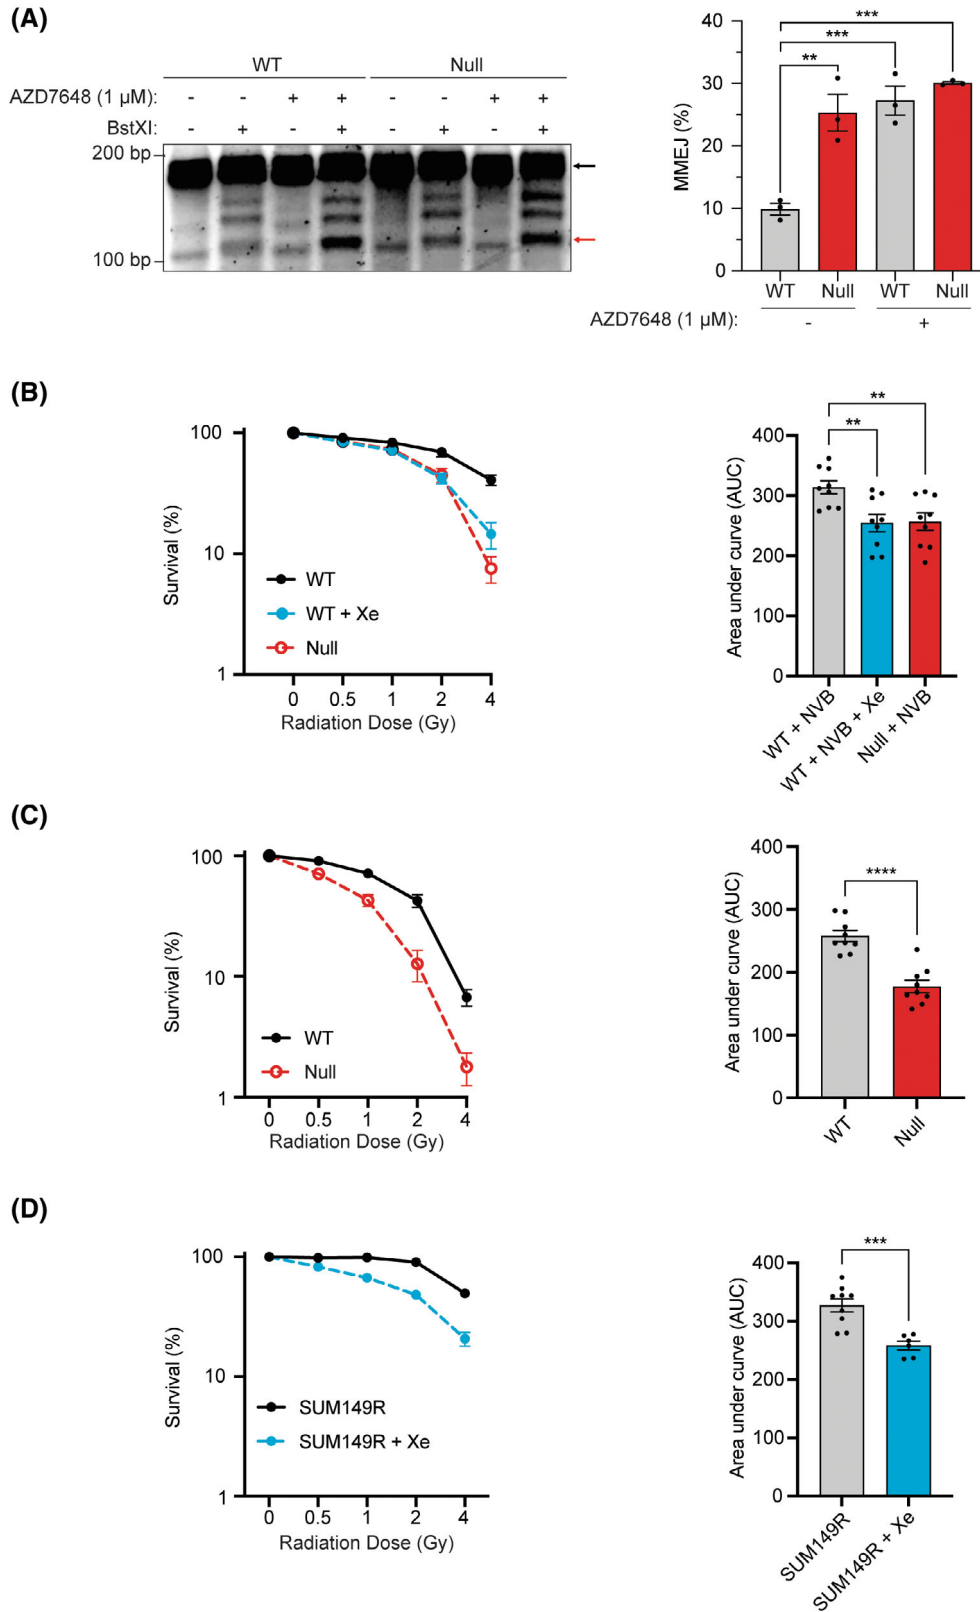 (A)
WT Null
AZD7648 (1 µM): - - + + - - + +
BstXI: - + - + - + - +
200 bp
100 bp
MMEJ (%)
40
30
20
10
0
**
***
***
WT Null WT Null
AZD7648 (1 µM): - +
(B)
Survival (%)
100
10
1
WT
WT + Xe
Null
0 0.5 1 2 4
Radiation Dose (Gy)
Area under curve (AUC)
400
300
200
100
0
**
**
WT + NVB
WT + NVB + Xe
Null + NVB
(C)
Survival (%)
100
10
1
WT
Null
0 0.5 1 2 4
Radiation Dose (Gy)
Area under curve (AUC)
400
300
200
100
0
****
WT
Null
(D)
Survival (%)
100
10
1
SUM149R
SUM149R + Xe
0 0.5 1 2 4
Radiation Dose (Gy)
Area under curve (AUC)
400
300
200
100
0
***
SUM149R
SUM149R + Xe